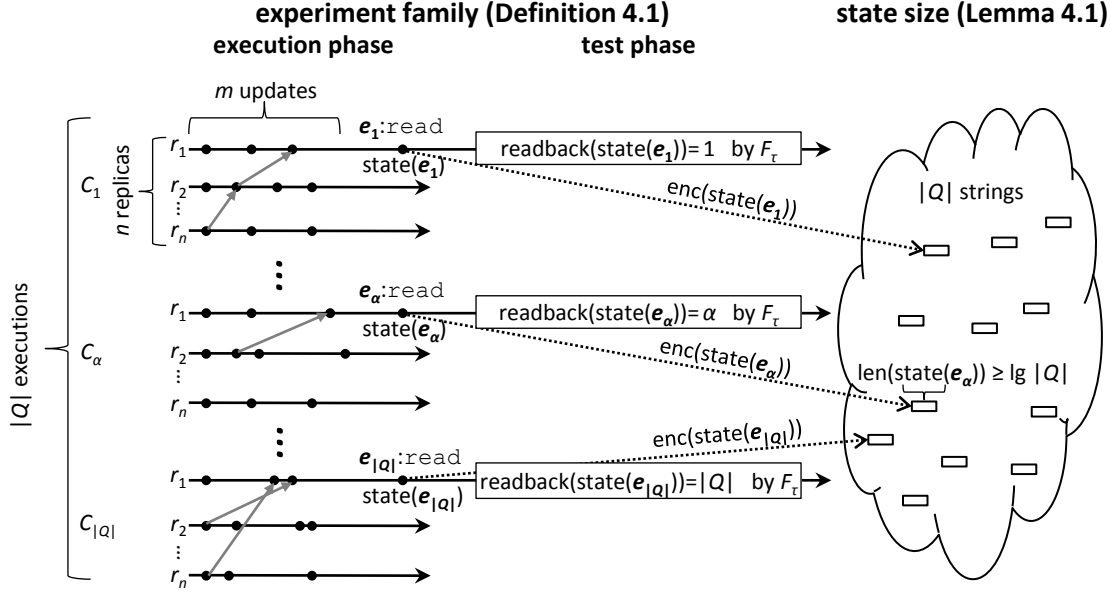 experiment family (Definition 4.1)
state size (Lemma 4.1)
execution phase
test phase
m updates
|Q| executions
C₁
n replicas
r₁
e₁:read
state(e₁)
readback(state(e₁))= 1 by Fτ
r₂
⋮
rₙ
enc(state(e₁))
|Q| strings
⋮
Cα
r₁
eα:read
state(eα)
readback(state(eα))= α by Fτ
r₂
⋮
rₙ
enc(state(eα))
len(state(eα)) ≥ lg |Q|
⋮
C|Q|
r₁
e|Q|:read
state(e|Q|)
readback(state(e|Q|))=|Q| by Fτ
enc(state(e|Q|))
r₂
⋮
rₙ